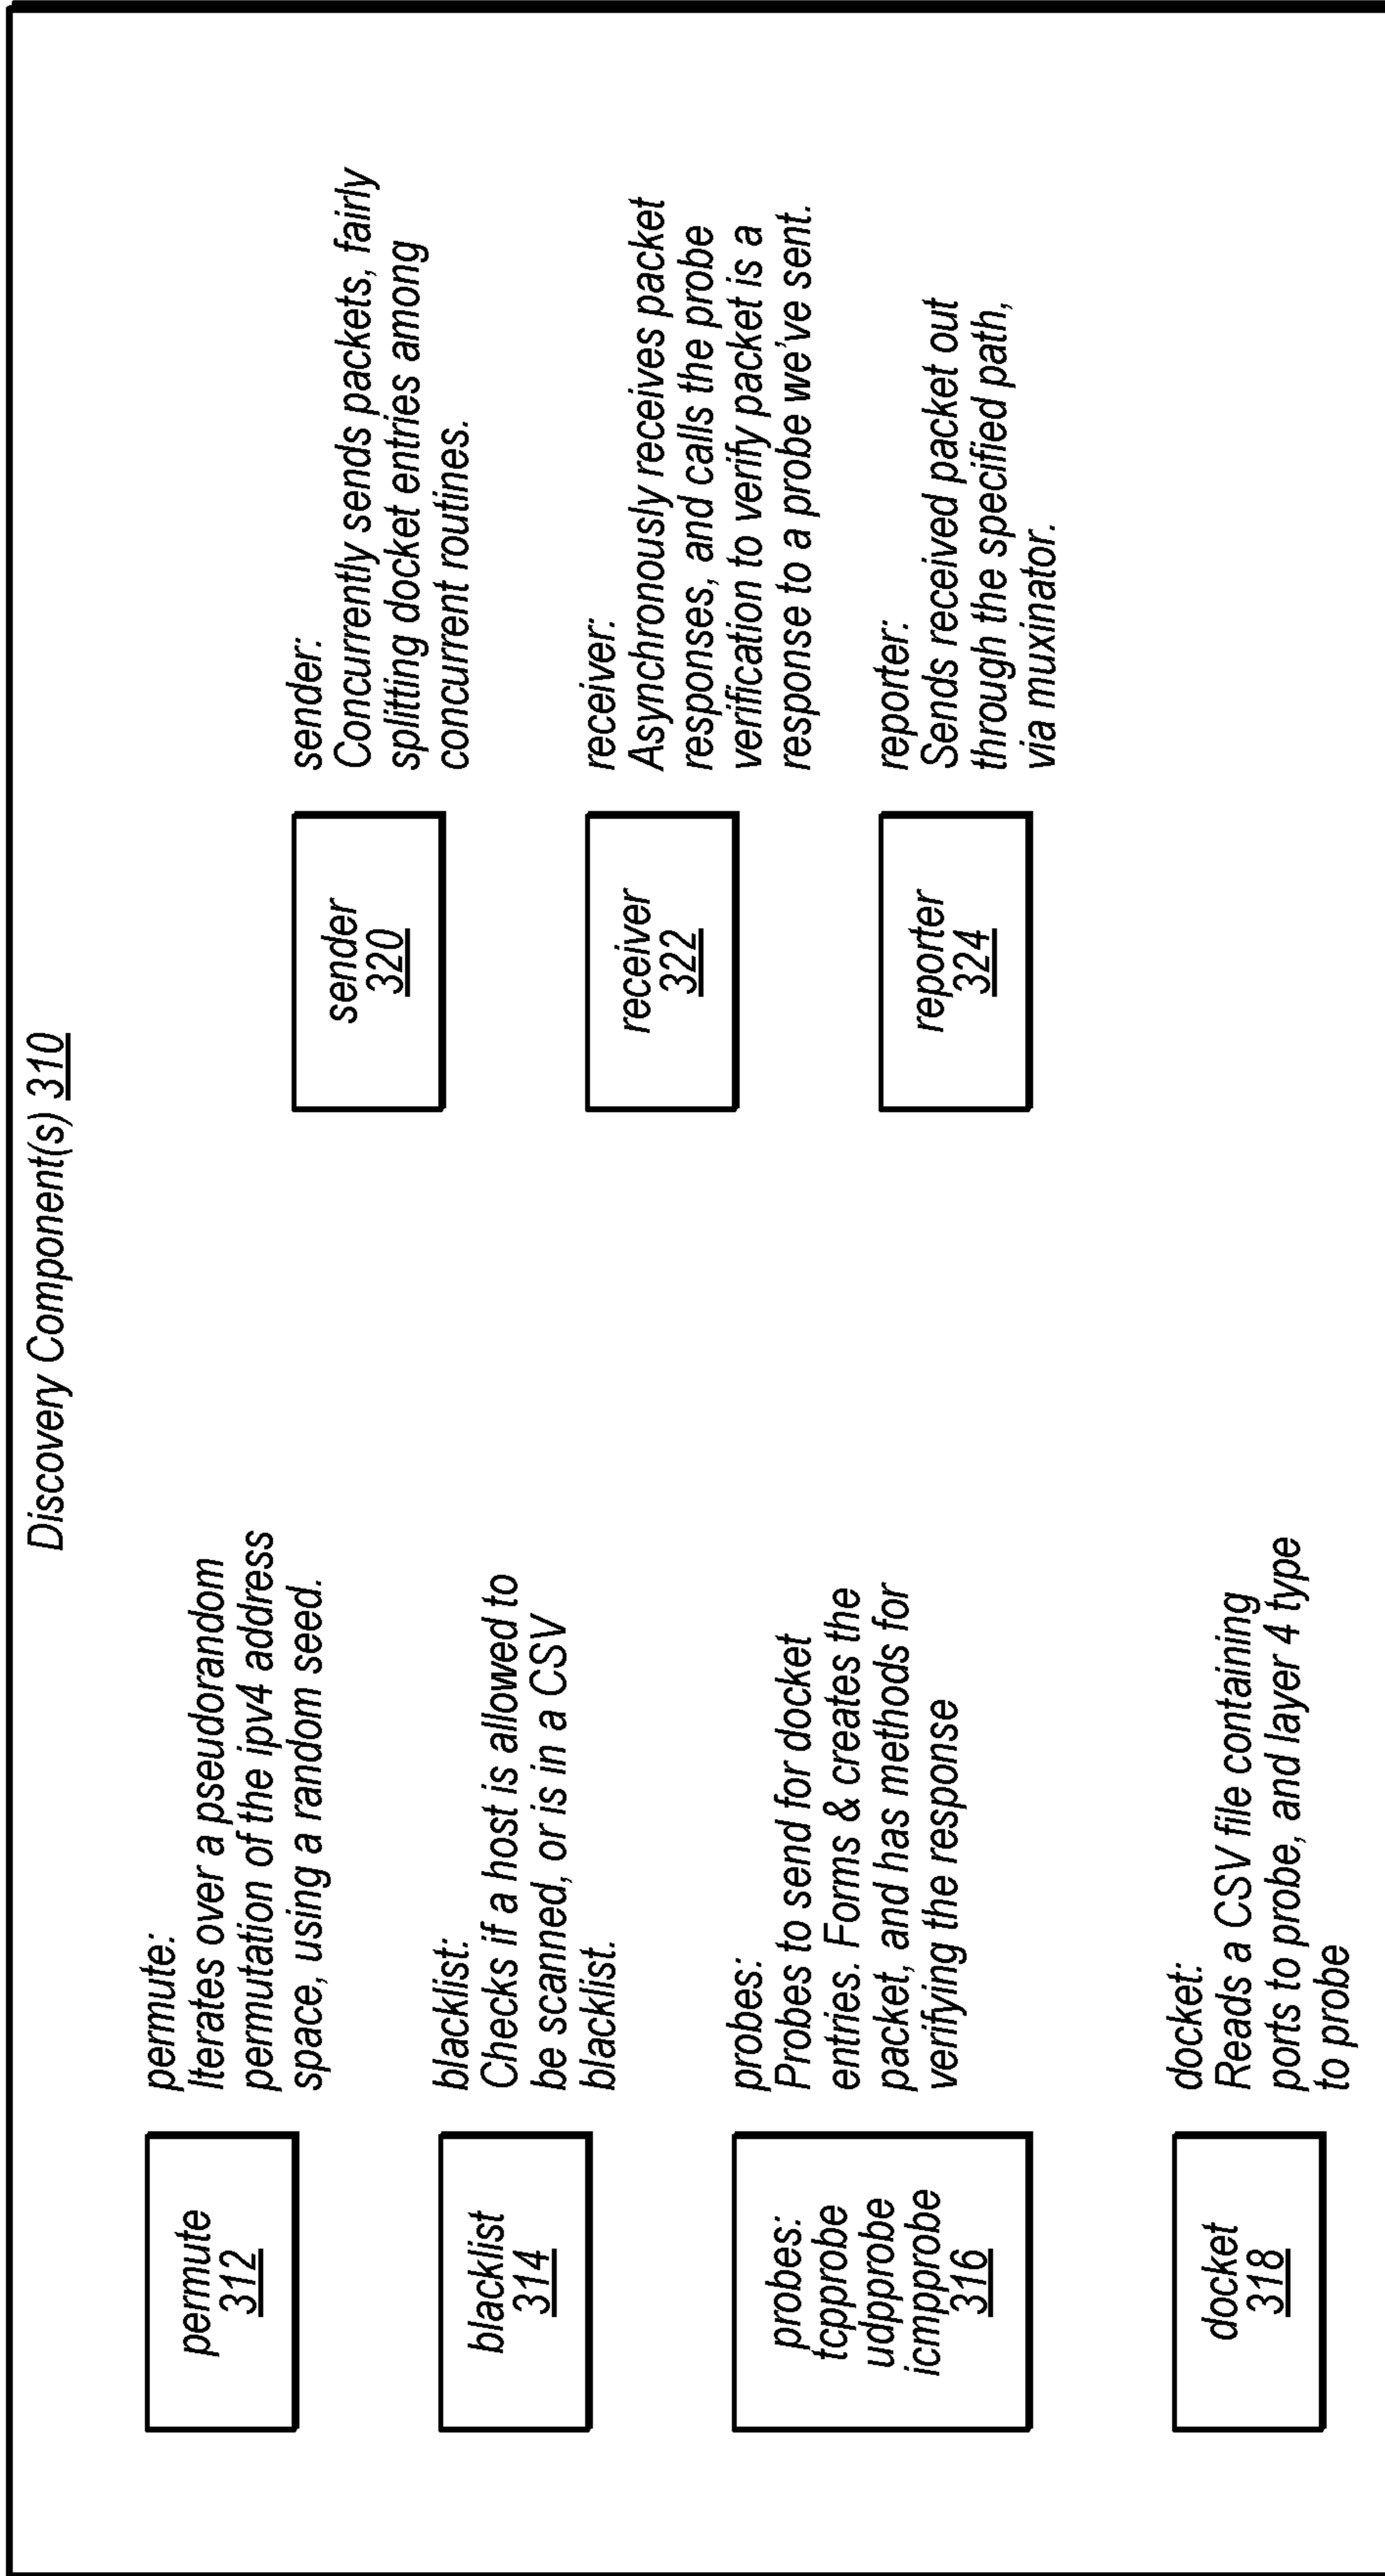 Discovery Component(s) 310
permute
312
permute:
Iterates over a pseudorandom
permutation of the ipv4 address
space, using a random seed.
blacklist
314
blacklist:
Checks if a host is allowed to
be scanned, or is in a CSV
blacklist.
probes:
tcpprobe
udpprobe
icmpprobe
316
probes:
Probes to send for docket
entries. Forms & creates the
packet, and has methods for
verifying the response
docket
318
docket:
Reads a CSV file containing
ports to probe, and layer 4 type
to probe
sender
320
sender:
Concurrently sends packets, fairly
splitting docket entries among
concurrent routines.
receiver
322
receiver:
Asynchronously receives packet
responses, and calls the probe
verification to verify packet is a
response to a probe we've sent.
reporter
324
reporter:
Sends received packet out
through the specified path,
via muxinator.